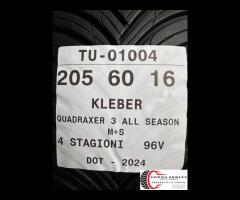 TU-01004
205 60 16
KLEBER
QUADRAXER 3 ALL SEASON
M+S
4 STAGIONI 96V
DOT - 2024